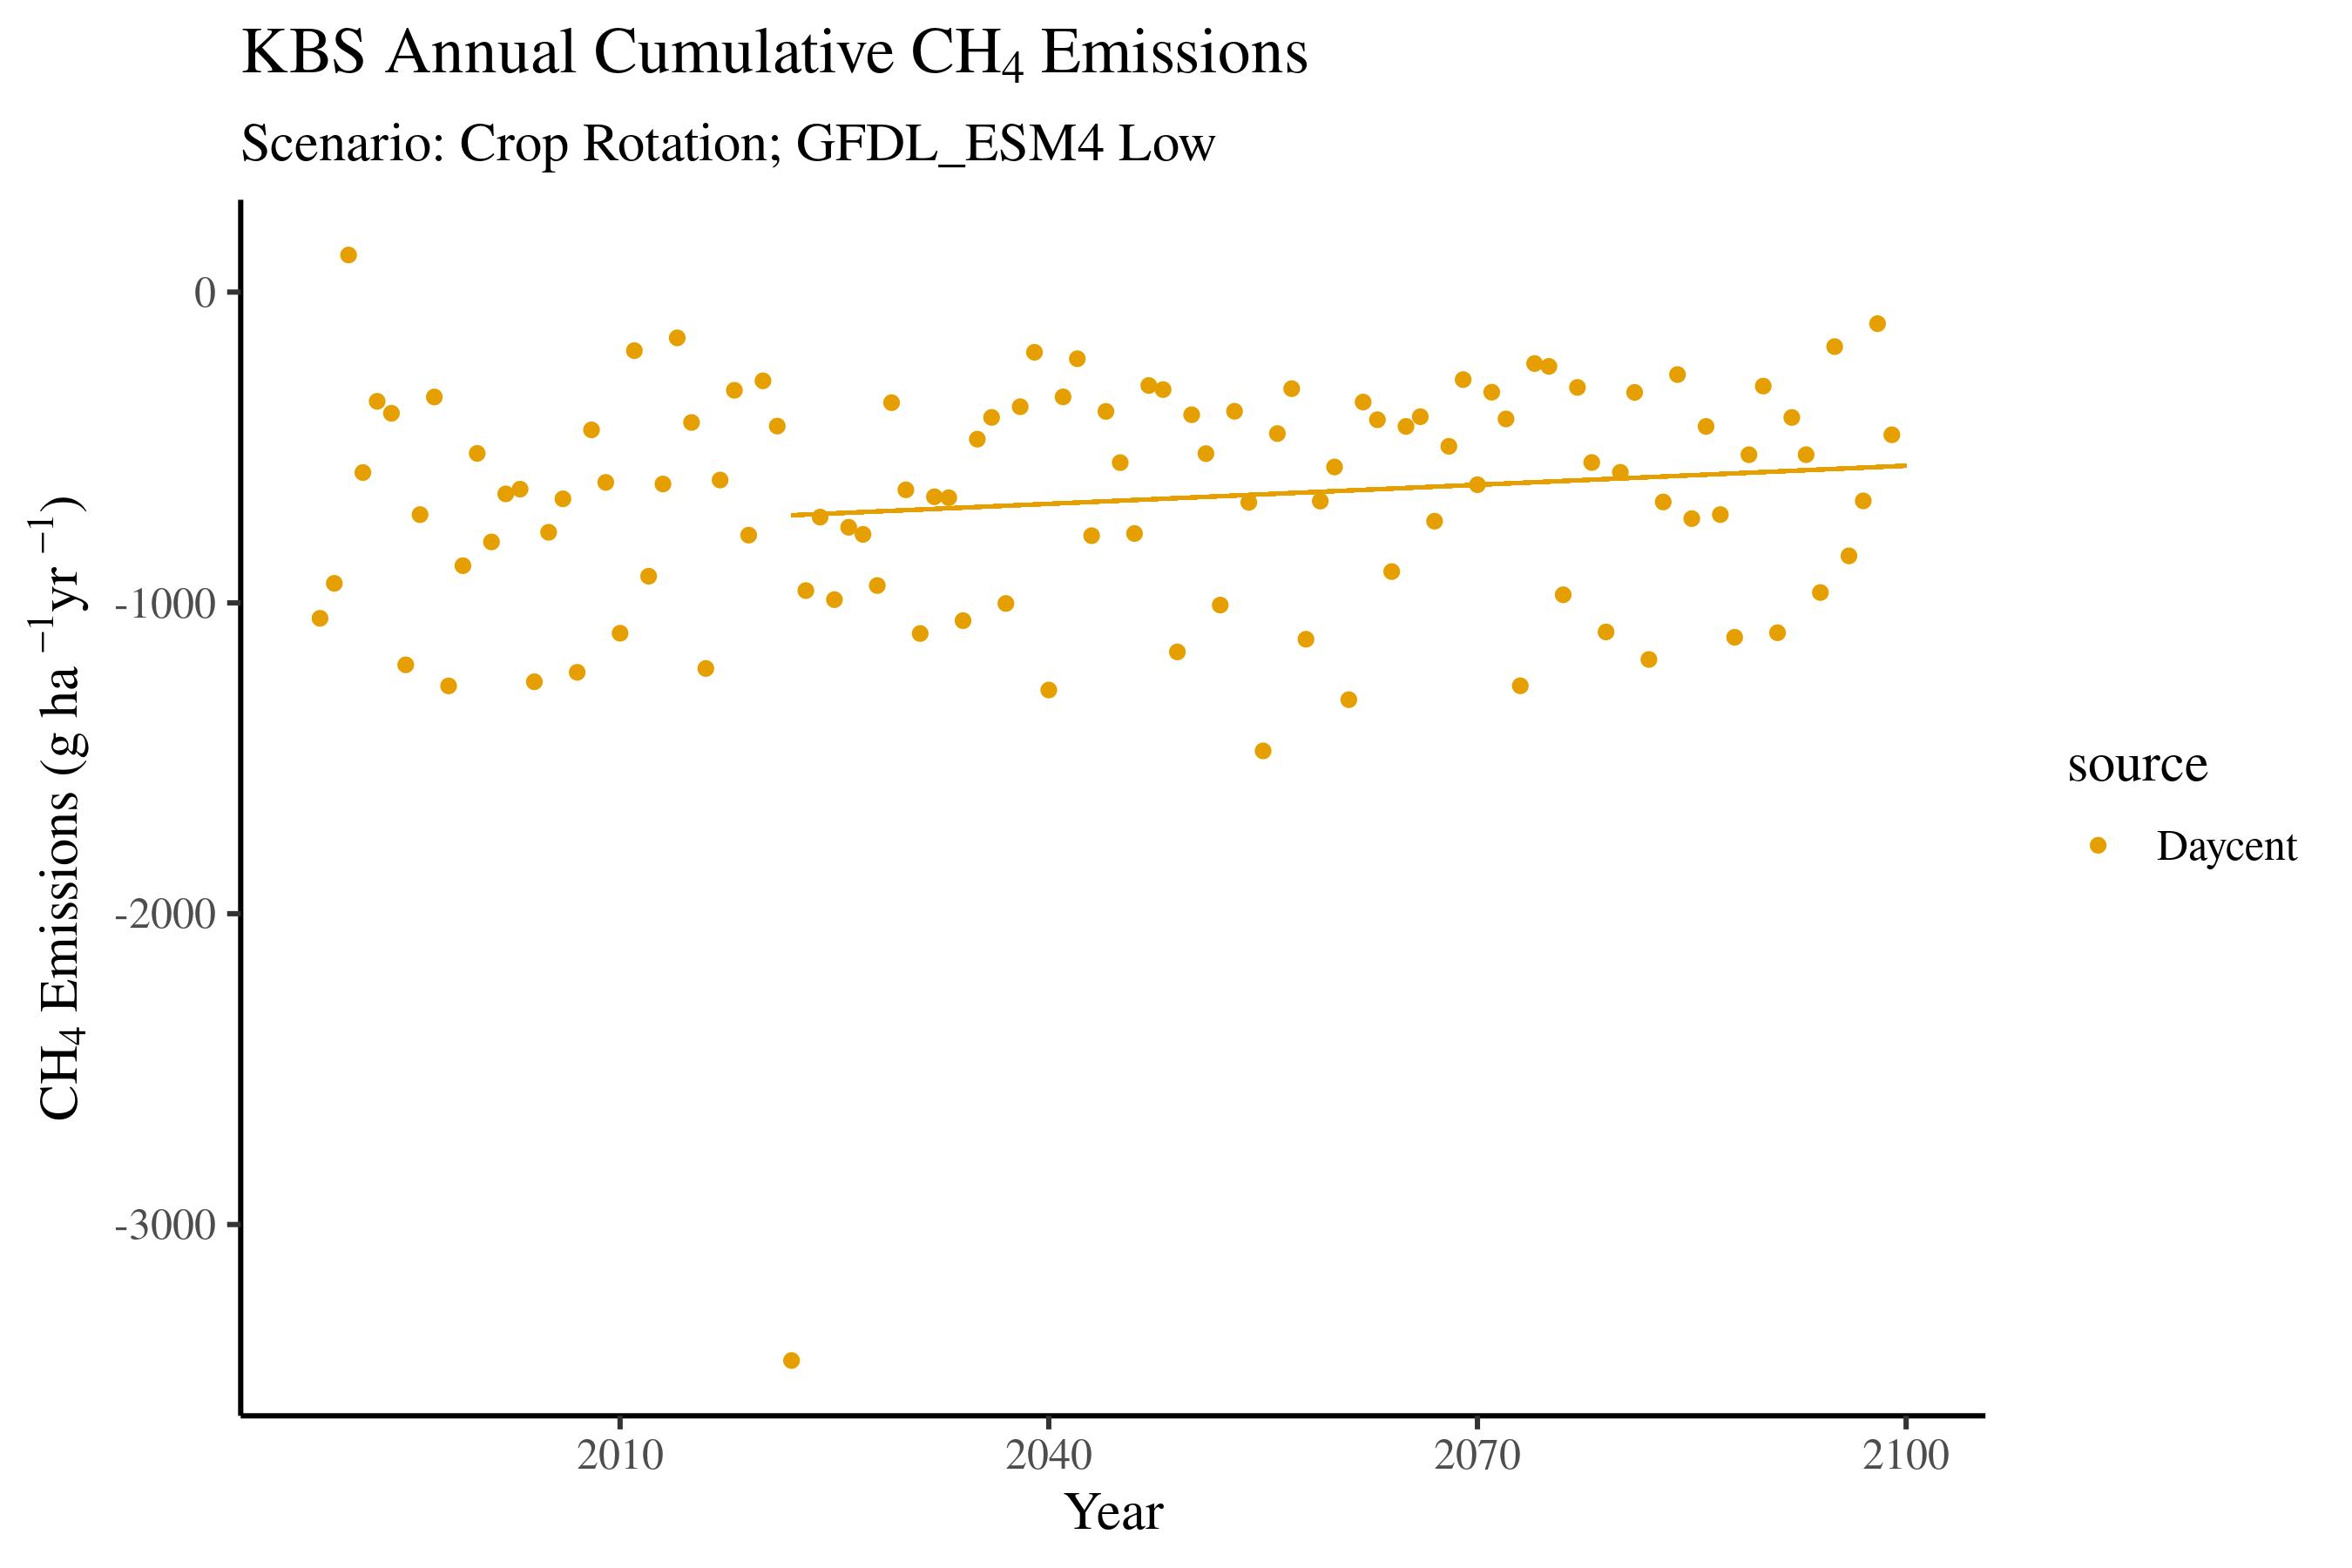 KBS Annual Cumulative CH₄ Emissions
Scenario: Crop Rotation; GFDL_ESM4 Low
CH₄ Emissions (g ha ⁻¹yr ⁻¹)
0
-1000
-2000
-3000
2010 2040 2070 2100
Year
source
Daycent